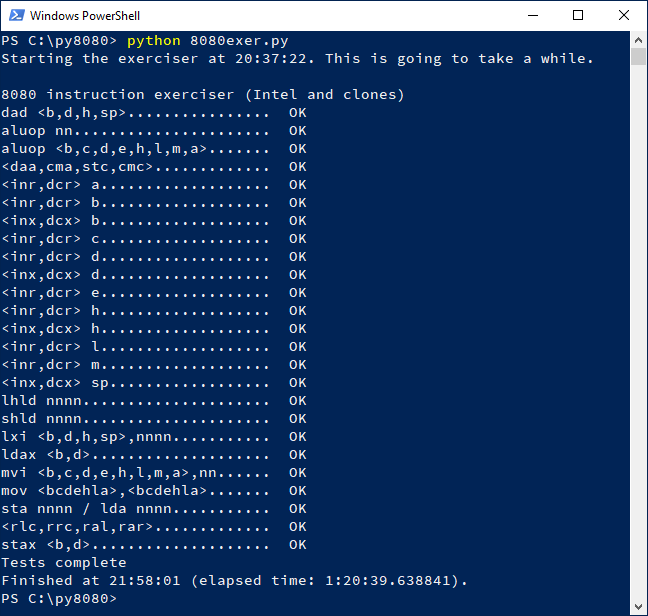 Windows PowerShell
PS C:\py8080> python 8080exer.py
Starting the exerciser at 20:37:22. This is going to take a while.
8080 instruction exerciser (Intel and clones)
dad <b,d,h,sp>................  OK
aluop nn......................  OK
aluop <b,c,d,e,h,l,m,a>.......  OK
<daa,cma,stc,cmc>.............  OK
<inr,dcr> a...................  OK
<inr,dcr> b...................  OK
<inx,dcx> b...................  OK
<inr,dcr> c...................  OK
<inr,dcr> d...................  OK
<inx,dcx> d...................  OK
<inr,dcr> e...................  OK
<inr,dcr> h...................  OK
<inx,dcx> h...................  OK
<inr,dcr> l...................  OK
<inr,dcr> m...................  OK
<inx,dcx> sp..................  OK
lhld nnnn.....................  OK
shld nnnn.....................  OK
lxi <b,d,h,sp>,nnnn...........  OK
ldax <b,d>....................  OK
mvi <b,c,d,e,h,l,m,a>,nn......  OK
mov <bcdehla>,<bcdehla>.......  OK
sta nnnn / lda nnnn...........  OK
<rlc,rrc,ral,rar>.............  OK
stax <b,d>....................  OK
Tests complete
Finished at 21:58:01 (elapsed time: 1:20:39.638841).
PS C:\py8080>